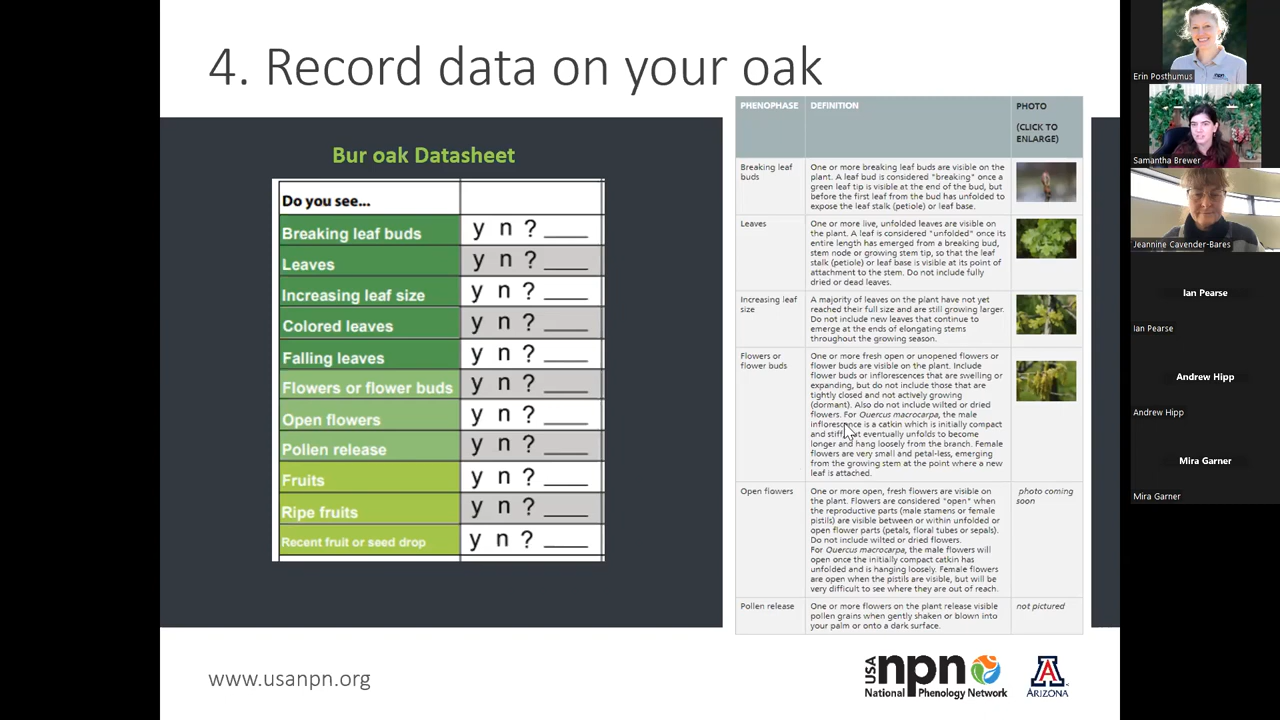 4. Record data on your oak
Bur oak Datasheet
Do you see...
Breaking leaf buds y n ? ____
Leaves y n ? ____
Increasing leaf size y n ? ____
Colored leaves y n ? ____
Falling leaves y n ? ____
Flowers or flower buds y n ? ____
Open flowers y n ? ____
Pollen release y n ? ____
Fruits y n ? ____
Ripe fruits y n ? ____
Recent fruit or seed drop y n ? ____
PHENOPHASE DEFINITION PHOTO
(CLICK TO
ENLARGE)
Breaking leaf
buds
One or more breaking leaf buds are visible on the
plant. A leaf bud is considered "breaking" once a
green leaf tip is visible at the end of the bud, but
before the first leaf from the bud has unfolded to
expose the leaf stalk (petiole) or leaf base.
Leaves
One or more live, unfolded leaves are visible on
the plant. A leaf is considered "unfolded" once its
entire length has emerged from a breaking bud,
stem node or growing stem tip, so that the leaf
stalk (petiole) or leaf base is visible at its point of
attachment to the stem. Do not include fully
dried or dead leaves.
Increasing leaf
size
A majority of leaves on the plant have not yet
reached their full size and are still growing larger.
Do not include new leaves that continue to
emerge at the ends of elongating stems
throughout the growing season.
Flowers or
flower buds
One or more fresh open or unopened flowers or
flower buds are visible on the plant. Include
flower buds or inflorescences that are swelling or
expanding, but do not include those that are
tightly closed and not actively growing
(dormant). Also do not include wilted or dried
flowers. For Quercus macrocarpa, the male
inflorescence is a catkin which is initially compact
and stiff, but eventually unfolds to become
longer and hang loosely from the branch. Female
flowers are very small and petal-less, emerging
from the growing stem at the point where a new
leaf is attached.
Open flowers
One or more open, fresh flowers are visible on
the plant. Flowers are considered "open" when
the reproductive parts (male stamens or female
pistils) are visible between or within unfolded or
open flower parts (petals, floral tubes or sepals).
Do not include wilted or dried flowers.
For Quercus macrocarpa, the male flowers will
open once the initially compact catkin has
unfolded and is hanging loosely. Female flowers
are open when the pistils are visible, but will be
very difficult to see where they are out of reach.
photo coming
soon
Pollen release
One or more flowers on the plant release visible
pollen grains when gently shaken or blown into
your palm or onto a dark surface.
not pictured
www.usanpn.org
USA
npn
National Phenology Network
A
ARIZONA
Erin Posthumus
Samantha Brewer
Jeannine Cavender-Bares
Ian Pearse
Ian Pearse
Andrew Hipp
Andrew Hipp
Mira Garner
Mira Garner